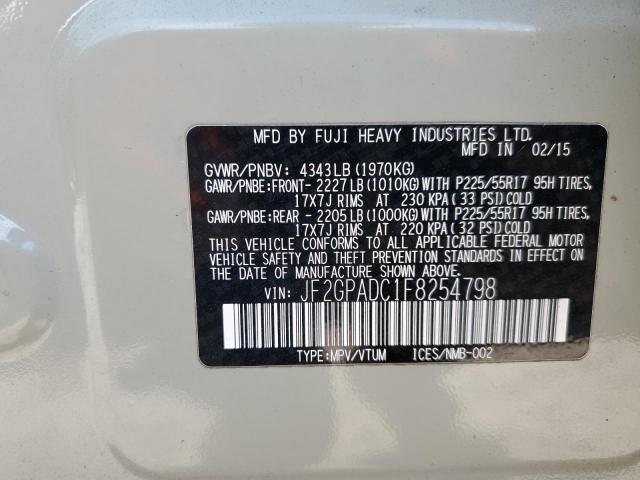 MFD BY FUJI HEAVY INDUSTRIES LTD.
MFD IN 02/15
GVWR/PNBV: 4343LB (1970KG)
GAWR/PNBE:FRONT- 2227LB (1010KG)WITH P225/55R17 95H TIRES,
17X7J RIMS AT 230 KPA( 33 PSI)COLD
GAWR/PNBE:REAR - 2205LB (1000KG)WITH P225/55R17 95H TIRES,
17X7J RIMS AT 220 KPA( 32 PSI)COLD
THIS VEHICLE CONFORMS TO ALL APPLICABLE FEDERAL MOTOR
VEHICLE SAFETY AND THEFT PREVENTION STANDARDS IN EFFECT ON
THE DATE OF MANUFACTURE SHOWN ABOVE.
VIN: JF2GPADC1F8254798
TYPE:MPV/VTUM ICES/NMB-002